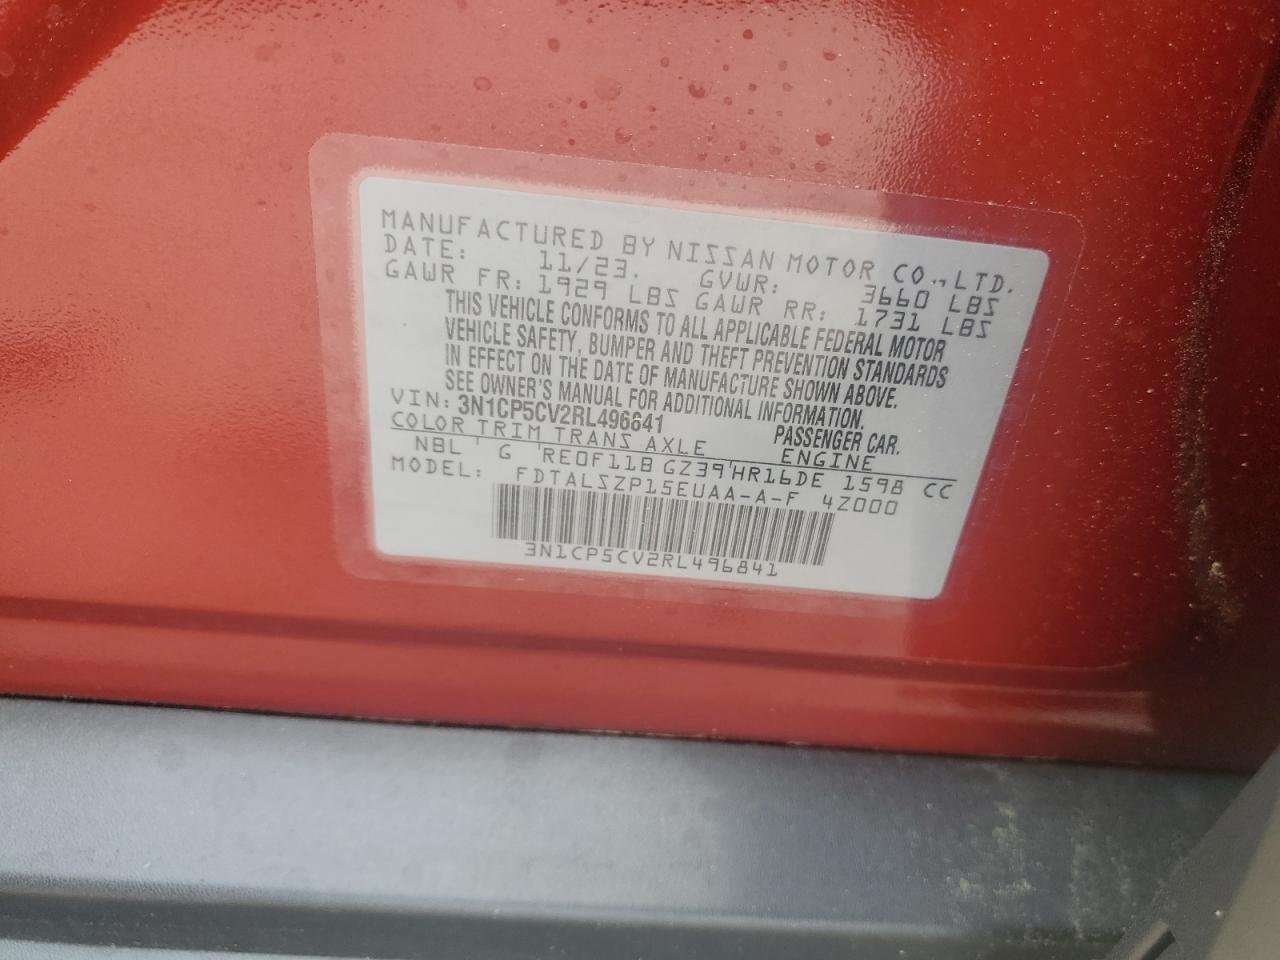 MANUFACTURED BY NISSAN MOTOR CO.,LTD.
DATE: 11/23. GVWR: 3660 LBS
GAWR FR: 1929 LBS GAWR RR: 1731 LBS
THIS VEHICLE CONFORMS TO ALL APPLICABLE FEDERAL MOTOR
VEHICLE SAFETY, BUMPER AND THEFT PREVENTION STANDARDS
IN EFFECT ON THE DATE OF MANUFACTURE SHOWN ABOVE.
SEE OWNER'S MANUAL FOR ADDITIONAL INFORMATION.
VIN: 3N1CP5CV2RL496841 PASSENGER CAR.
COLOR TRIM TRANS AXLE ENGINE
NBL G RE0F11B GZ39 HR16DE 1598 CC
MODEL: FDTALSZP15EUAA-A-F 4Z000
3N1CP5CV2RL496841